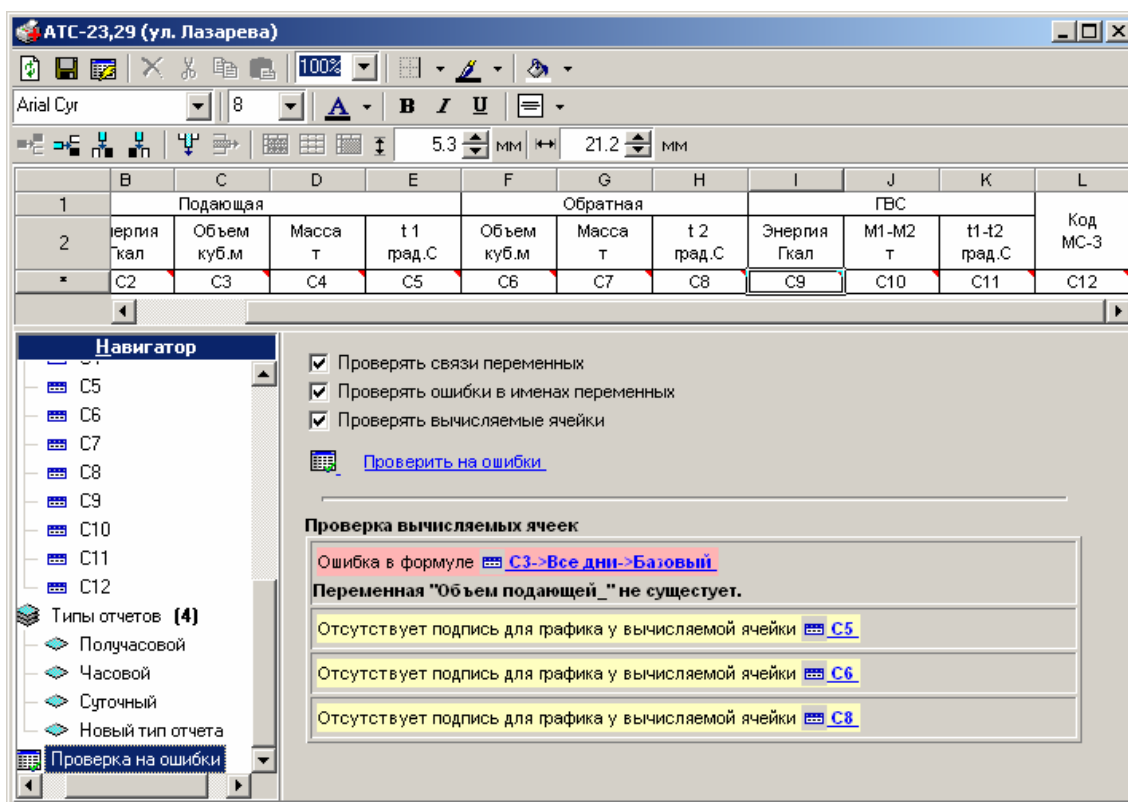 АТС-23,29 (ул. Лазарева)
100%
Arial Cyr 8 А B I U
5.3 мм 21.2 мм
B C D E F G H I J K L
1 Подающая Обратная ГВС Код МС-3
2 нергия Гкал Объем куб.м Масса т t 1 град.С Объем куб.м Масса т t 2 град.С Энергия Гкал М1-М2 т t1-t2 град.С
* C2 C3 C4 C5 C6 C7 C8 C9 C10 C11 C12
Навигатор
C5
C6
C7
C8
C9
C10
C11
C12
Типы отчетов (4)
Получасовой
Часовой
Суточный
Новый тип отчета
Проверка на ошибки
Проверять связи переменных
Проверять ошибки в именах переменных
Проверять вычисляемые ячейки
Проверить на ошибки
Проверка вычисляемых ячеек
Ошибка в формуле C3->Все дни->Базовый
Переменная "Объем подающей_" не сущестует.
Отсутствует подпись для графика у вычисляемой ячейки C5
Отсутствует подпись для графика у вычисляемой ячейки C6
Отсутствует подпись для графика у вычисляемой ячейки C8